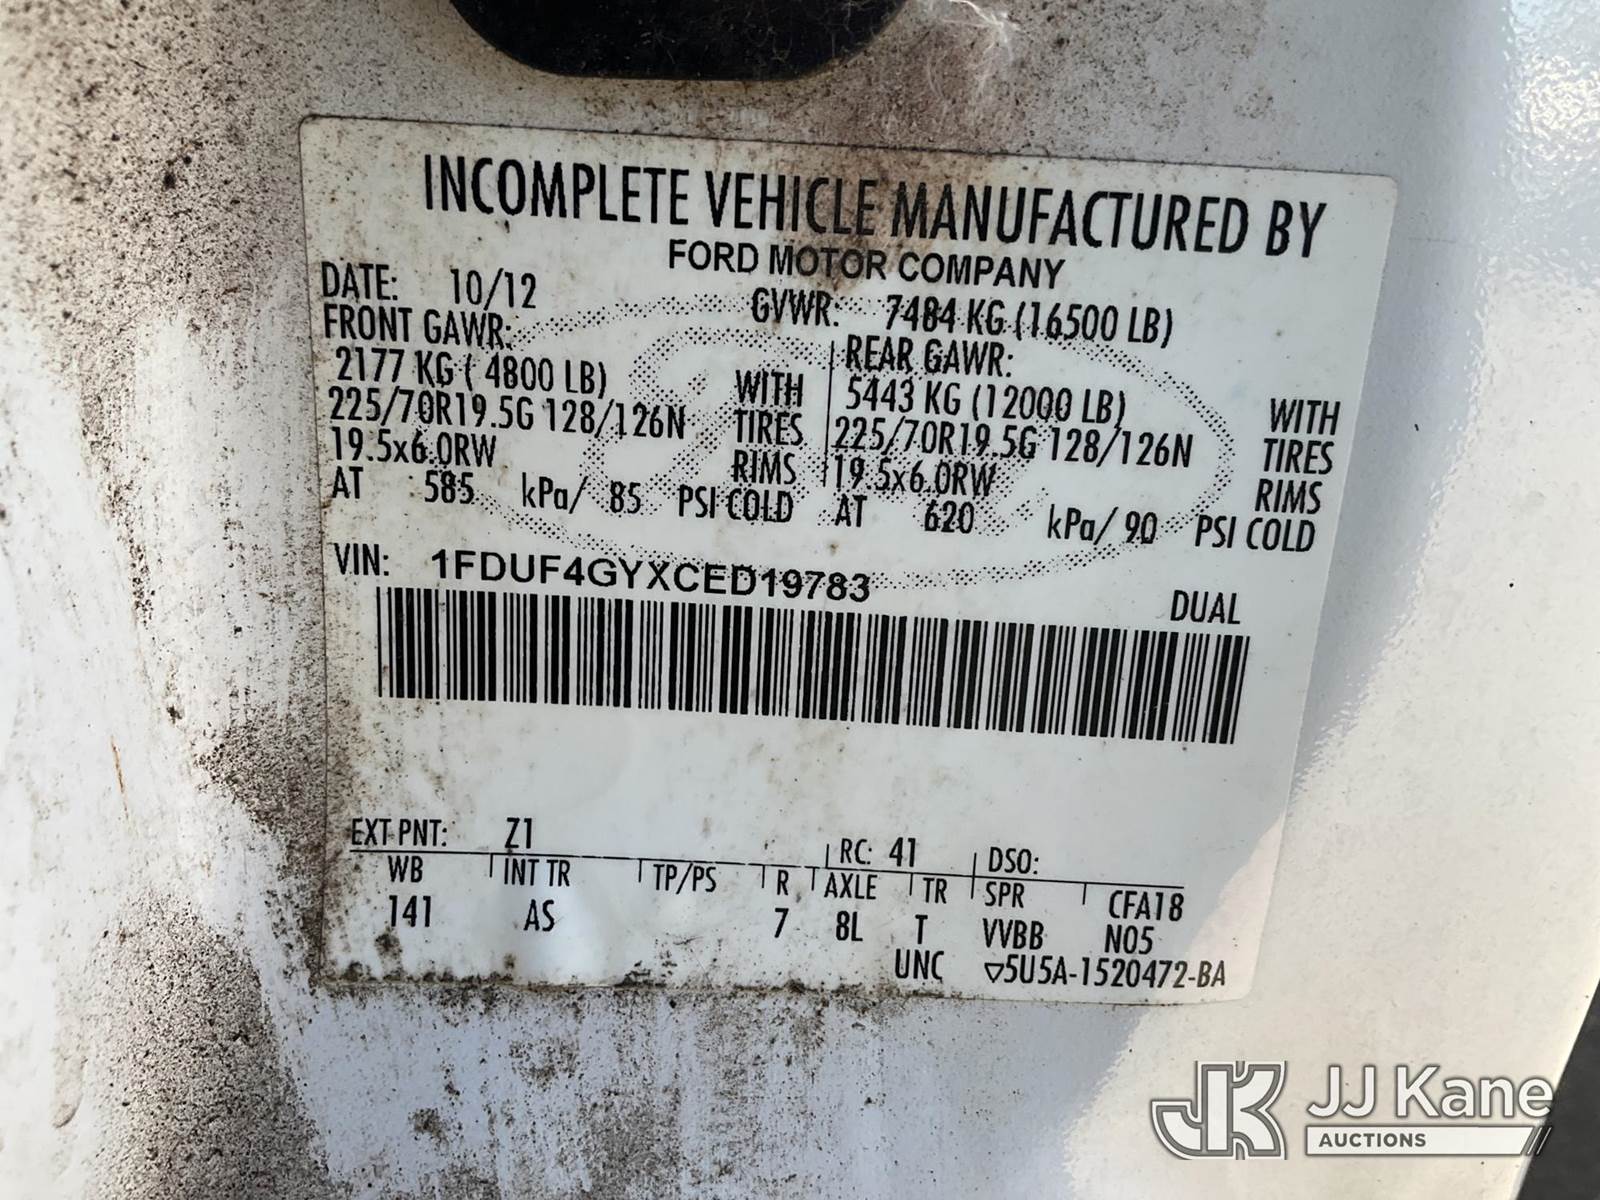 INCOMPLETE VEHICLE MANUFACTURED BY
FORD MOTOR COMPANY
DATE: 10/12 GVWR: 7484 KG (16500 LB)
FRONT GAWR: REAR GAWR:
2177 KG ( 4800 LB) WITH 5443 KG (12000 LB) WITH
225/70R19.5G 128/126N TIRES 225/70R19.5G 128/126N TIRES
19.5x6.0RW RIMS 19.5x6.0RW RIMS
AT 585 kPa/ 85 PSI COLD AT 620 kPa/ 90 PSI COLD
VIN: 1FDUF4GYXCED19783
DUAL
EXT PNT: Z1 RC: 41 DSO:
WB INT TR TP/PS R AXLE TR SPR CFA18
141 AS 7 8L T VVBB N05
UNC ▽5U5A-1520472-BA
JK JJ Kane
AUCTIONS